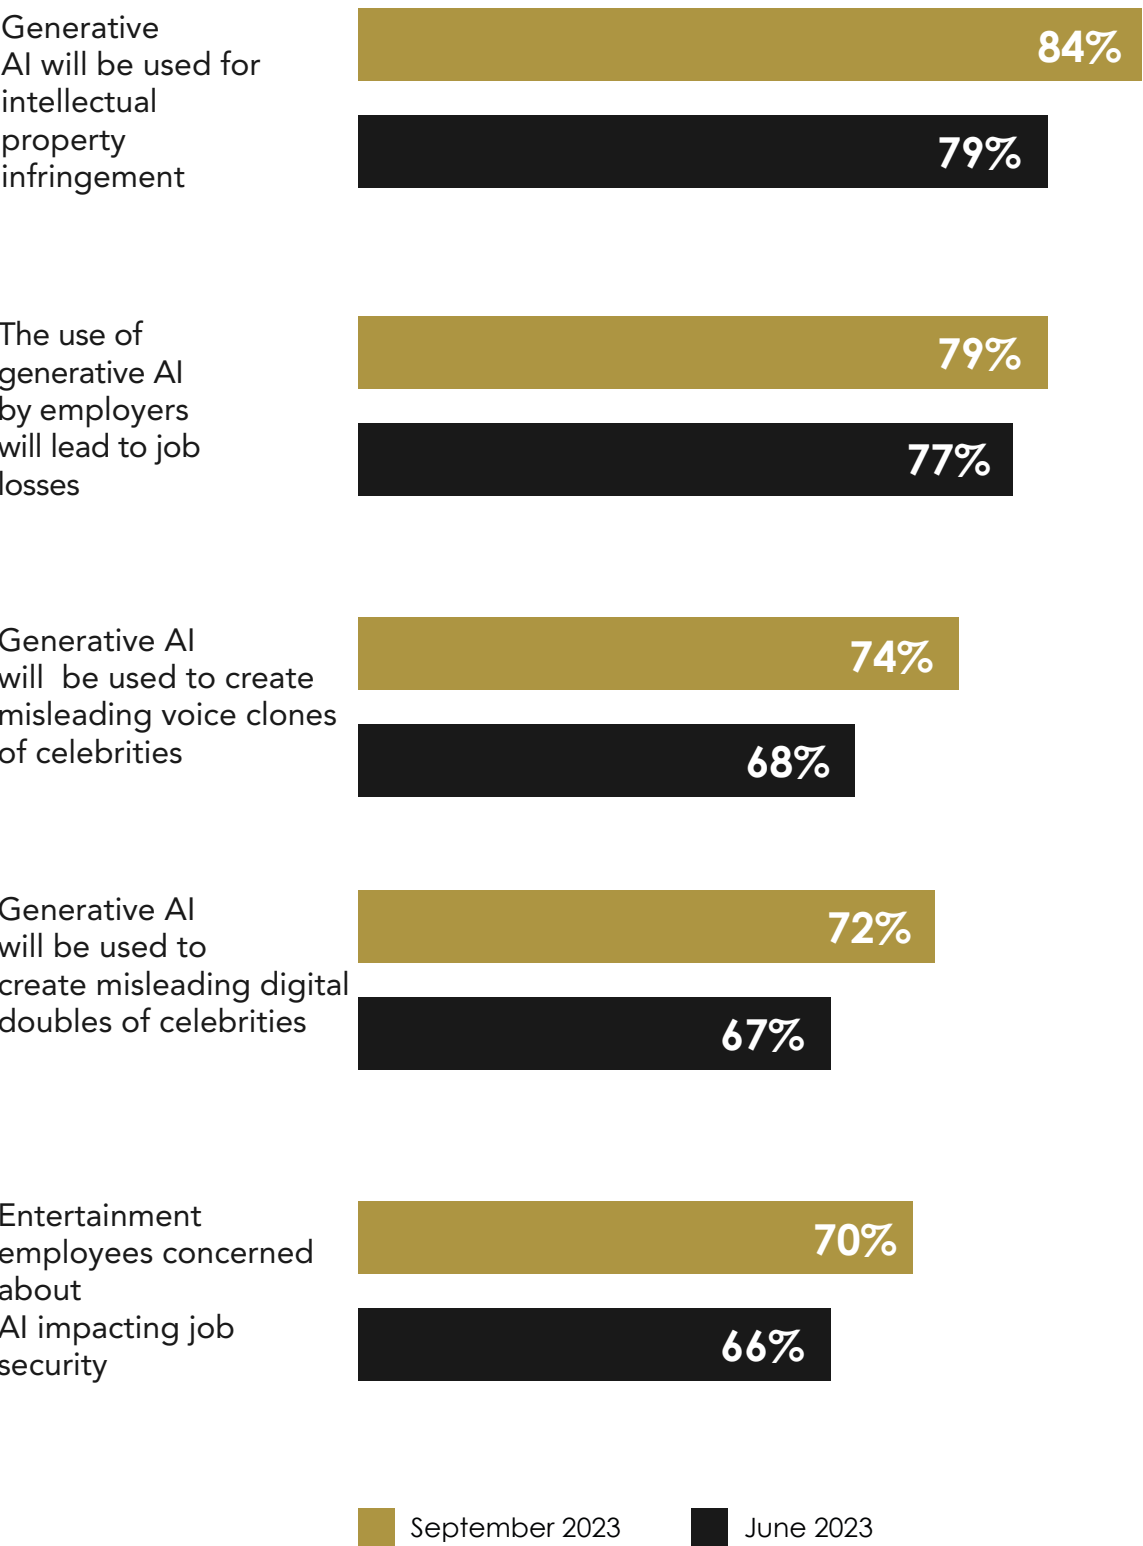 Generative
AI will be used for
intellectual
property
infringement
84%
79%
The use of
generative AI
by employers
will lead to job
losses
79%
77%
Generative AI
will  be used to create
misleading voice clones
of celebrities
74%
68%
Generative AI
will be used to
create misleading digital
doubles of celebrities
72%
67%
Entertainment
employees concerned
about
AI impacting job
security
70%
66%
September 2023
June 2023